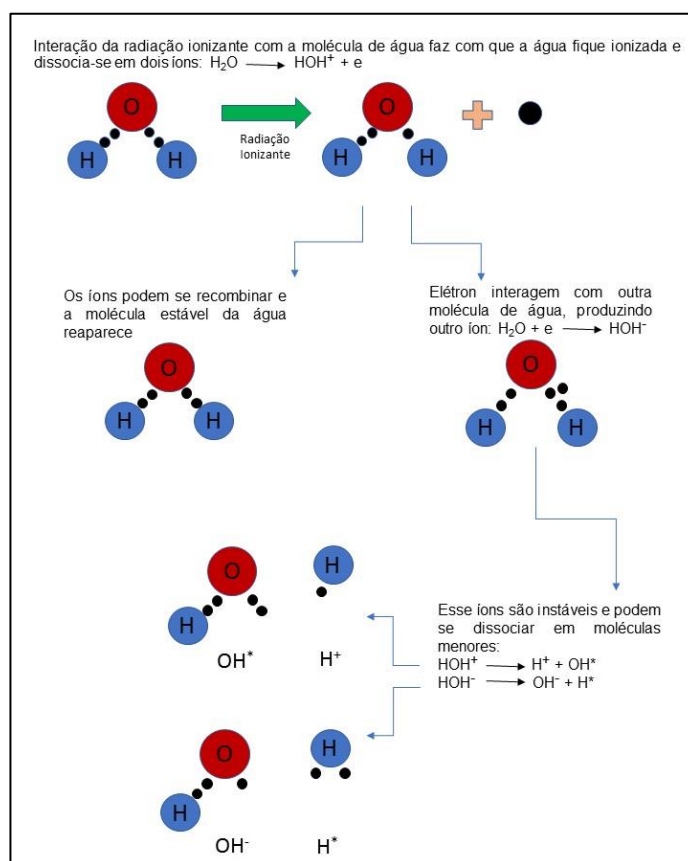 Interação da radiação ionizante com a molécula de água faz com que a água fique ionizada e
dissocia-se em dois íons: H₂O ⟶ HOH⁺ + e
O
H
H
Radiação
Ionizante
O
H
H
Os íons podem se recombinar e
a molécula estável da água
reaparece
O
H
H
Elétron interagem com outra
molécula de água, produzindo
outro íon: H₂O + e ⟶ HOH⁻
O
H
H
Esse íons são instáveis e podem
se dissociar em moléculas
menores:
HOH⁺ ⟶ H⁺ + OH*
HOH⁻ ⟶ OH⁻ + H*
O
H
H
OH* H⁺
O
H
H
OH⁻ H*